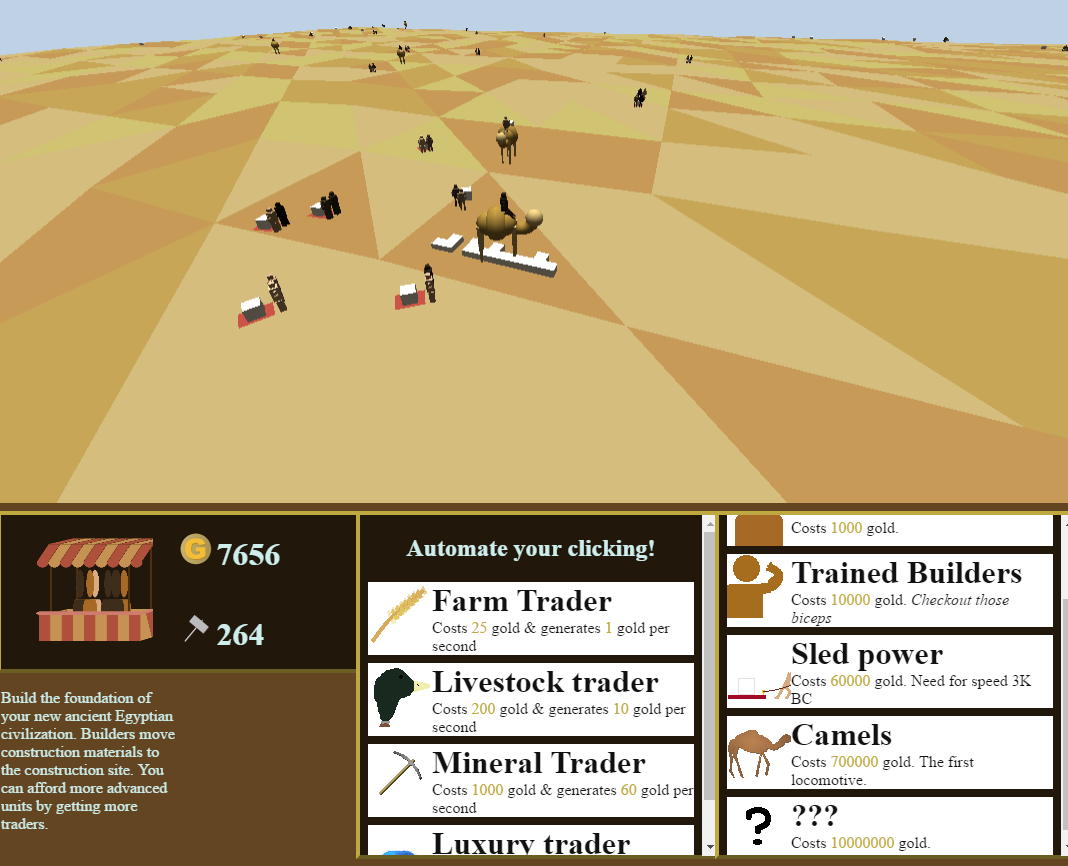 G 7656
264
Build the foundation of
your new ancient Egyptian
civilization. Builders move
construction materials to
the construction site. You
can afford more advanced
units by getting more
traders.
Automate your clicking!
Farm Trader
Costs 25 gold & generates 1 gold per
second
Livestock trader
Costs 200 gold & generates 10 gold per
second
Mineral Trader
Costs 1000 gold & generates 60 gold per
second
Luxury trader
Costs 1000 gold.
Trained Builders
Costs 10000 gold. Checkout those
biceps
Sled power
Costs 60000 gold. Need for speed 3K
BC
Camels
Costs 700000 gold. The first
locomotive.
?
???
Costs 10000000 gold.